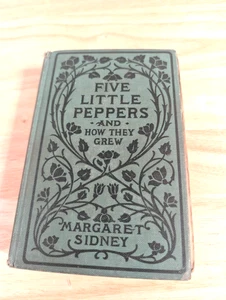 FIVE
LITTLE
PEPPERS
·AND·
HOW THEY
GREW
MARGARET
SIDNEY